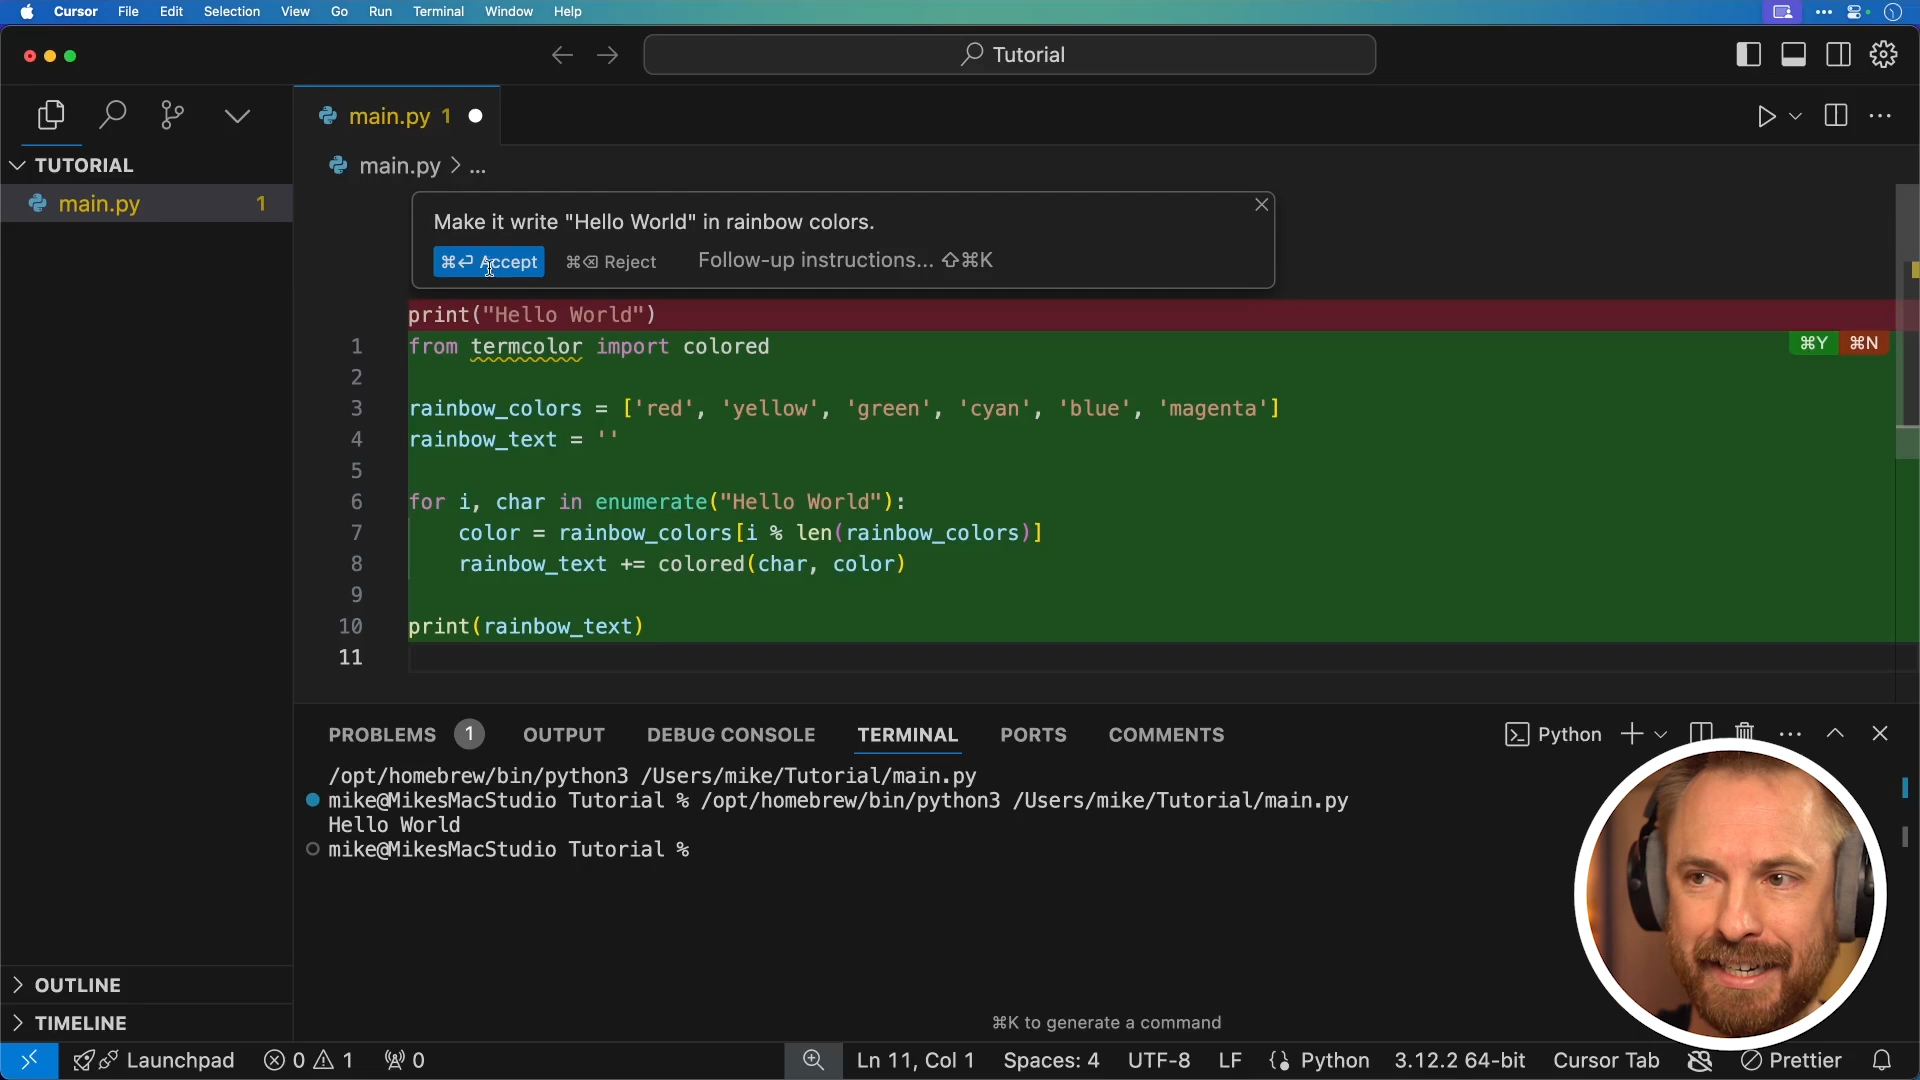 Cursor File Edit Selection View Go Run Terminal Window Help
Tutorial
main.py 1
TUTORIAL
main.py > ...
main.py 1
Make it write "Hello World" in rainbow colors.
⌘⏎ Accept ⌘⌫ Reject Follow-up instructions... ⇧⌘K
print("Hello World")
1 from termcolor import colored ⌘Y ⌘N
2
3 rainbow_colors = ['red', 'yellow', 'green', 'cyan', 'blue', 'magenta']
4 rainbow_text = ''
5
6 for i, char in enumerate("Hello World"):
7 color = rainbow_colors[i % len(rainbow_colors)]
8 rainbow_text += colored(char, color)
9
10 print(rainbow_text)
11
PROBLEMS 1 OUTPUT DEBUG CONSOLE TERMINAL PORTS COMMENTS Python
/opt/homebrew/bin/python3 /Users/mike/Tutorial/main.py
mike@MikesMacStudio Tutorial % /opt/homebrew/bin/python3 /Users/mike/Tutorial/main.py
Hello World
mike@MikesMacStudio Tutorial %
OUTLINE
TIMELINE
⌘K to generate a command
Launchpad 0 1 0 Ln 11, Col 1 Spaces: 4 UTF-8 LF Python 3.12.2 64-bit Cursor Tab Prettier